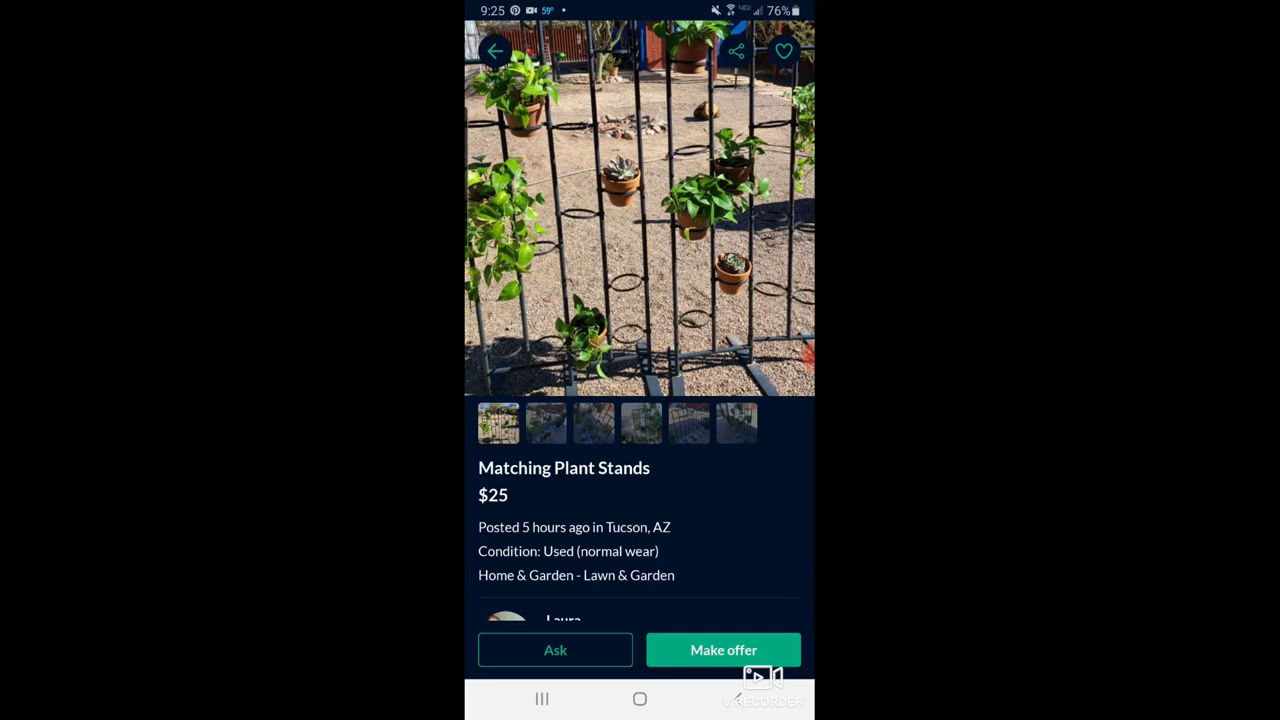 9:25
59°
76%
Matching Plant Stands
$25
Posted 5 hours ago in Tucson, AZ
Condition: Used (normal wear)
Home & Garden - Lawn & Garden
Laura
Ask
Make offer
V RECORDER